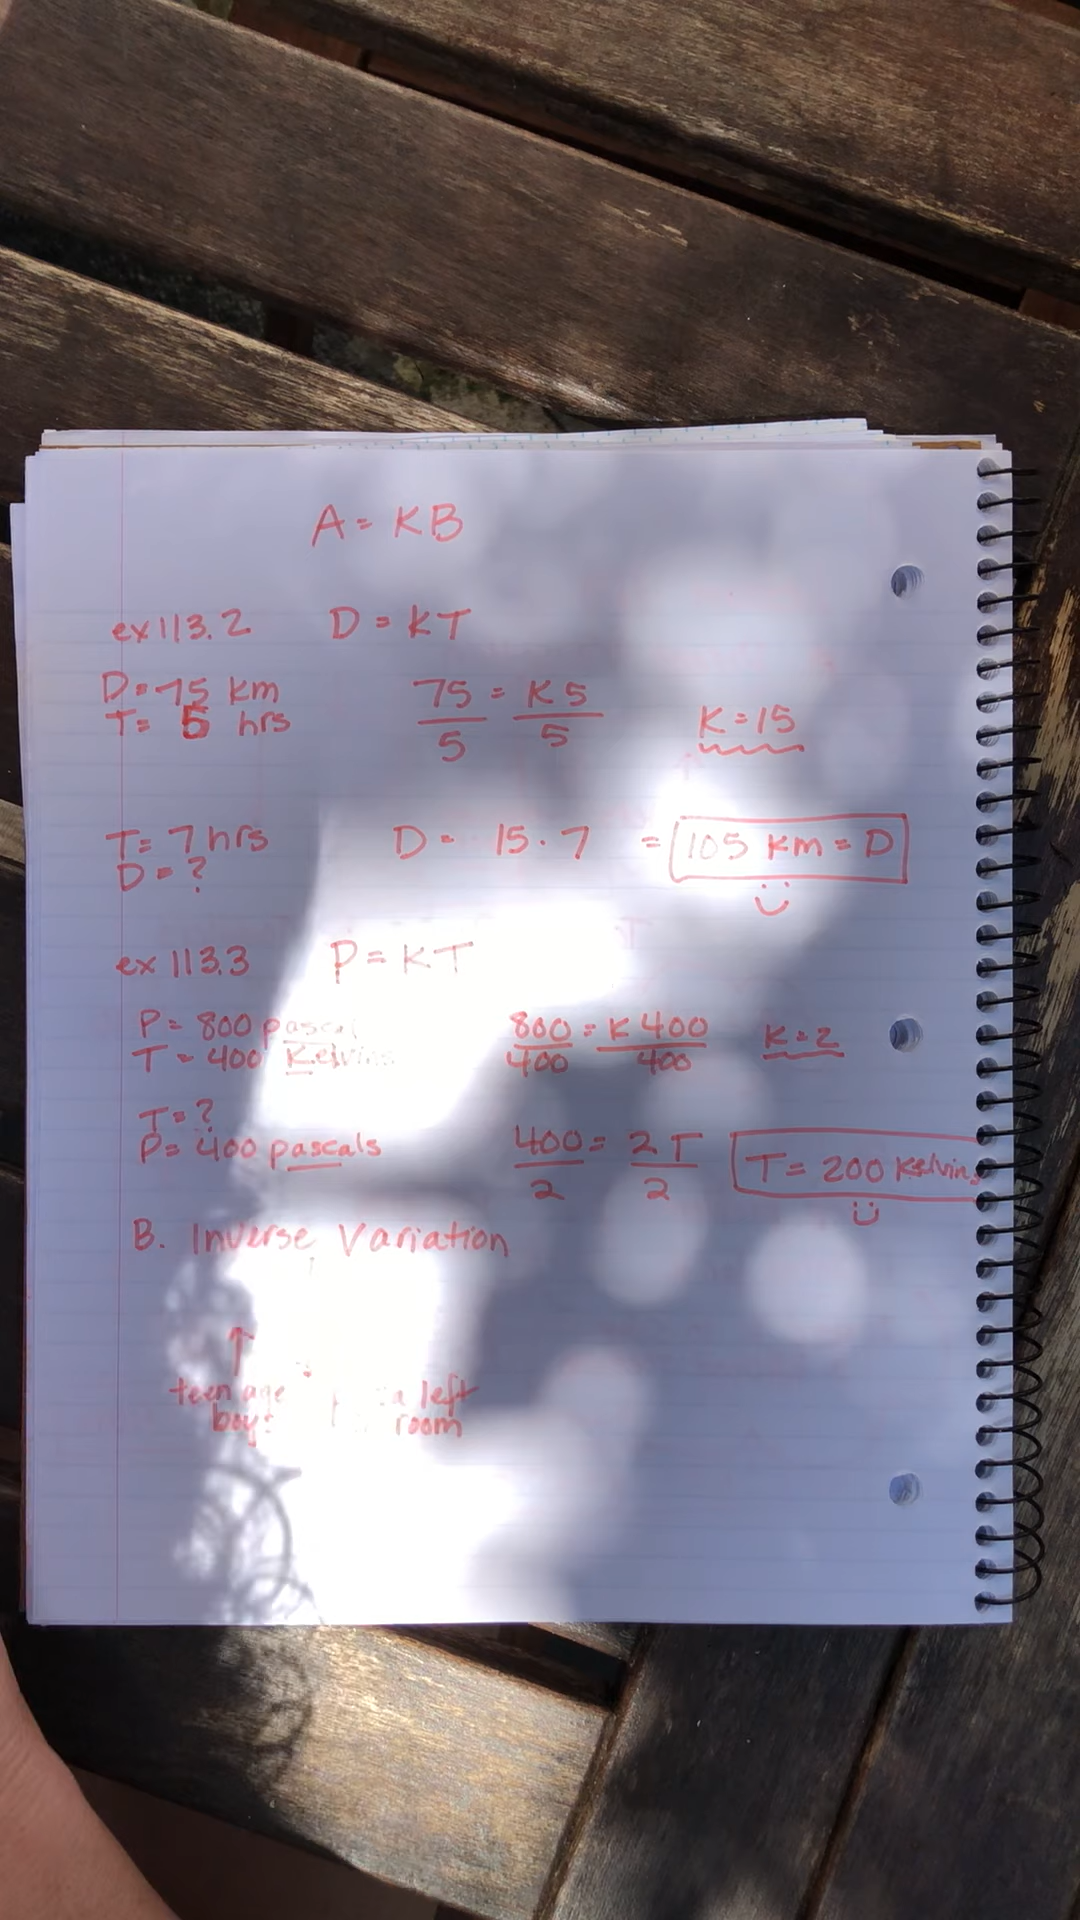 A = KB
ex 113.2 D = KT
D = 75 km 75 = K5
T = 5 hrs 5 5 K = 15
T = 7 hrs D = 15 · 7 = 105 km = D
D = ?
ex 113.3 P = KT
P = 800 pascal 800 = K 400 K = 2
T = 400 Kelvins 400 400
T = ?
P = 400 pascals 400 = 2T T = 200 Kelvins
2 2
B. Inverse Variation
↑
teenage left
boys room